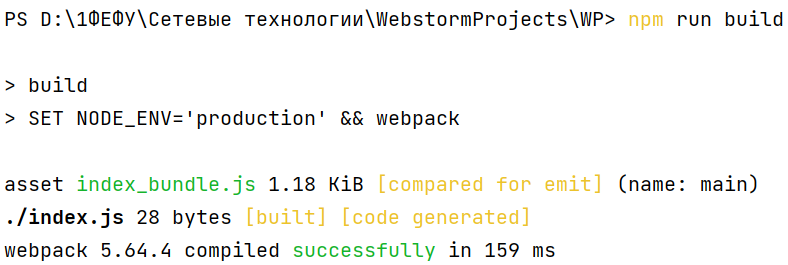 PS D:\1ФЕФУ\Сетевые технологии\WebstormProjects\WP> npm run build
> build
> SET NODE_ENV='production' && webpack
asset index_bundle.js 1.18 KiB [compared for emit] (name: main)
./index.js 28 bytes [built] [code generated]
webpack 5.64.4 compiled successfully in 159 ms